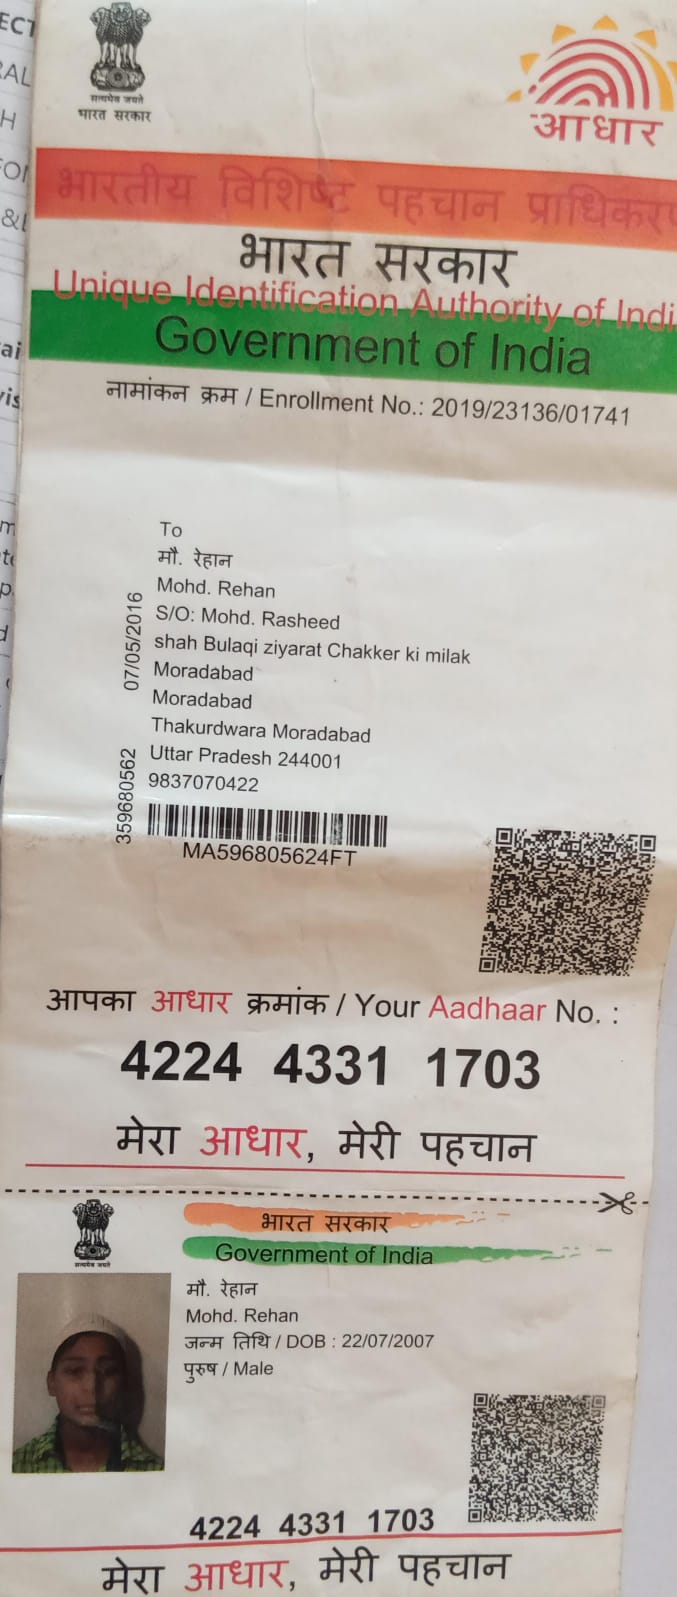 सत्यमेव जयते
भारत सरकार
आधार
भारतीय विशिष्ट पहचान
भारत सरकार
Unique Identification Authority of
Government of India
नामांकन क्रम / Enrollment No.: 2019/23136/01741
To
मौ. रेहान
Mohd. Rehan
S/O: Mohd. Rasheed
shah Bulaqi ziyarat Chakker ki milak
Moradabad
Moradabad
Thakurdwara Moradabad
Uttar Pradesh 244001
9837070422
07/05/2016
359680562
MA596805624FT
आपका आधार क्रमांक / Your Aadhaar No. :
4224 4331 1703
मेरा आधार, मेरी पहचान
भारत सरकार
Government of India
सत्यमेव जयते
मौ. रेहान
Mohd. Rehan
जन्म तिथि / DOB : 22/07/2007
पुरुष / Male
4224 4331 1703
मेरा आधार, मेरी पहचान